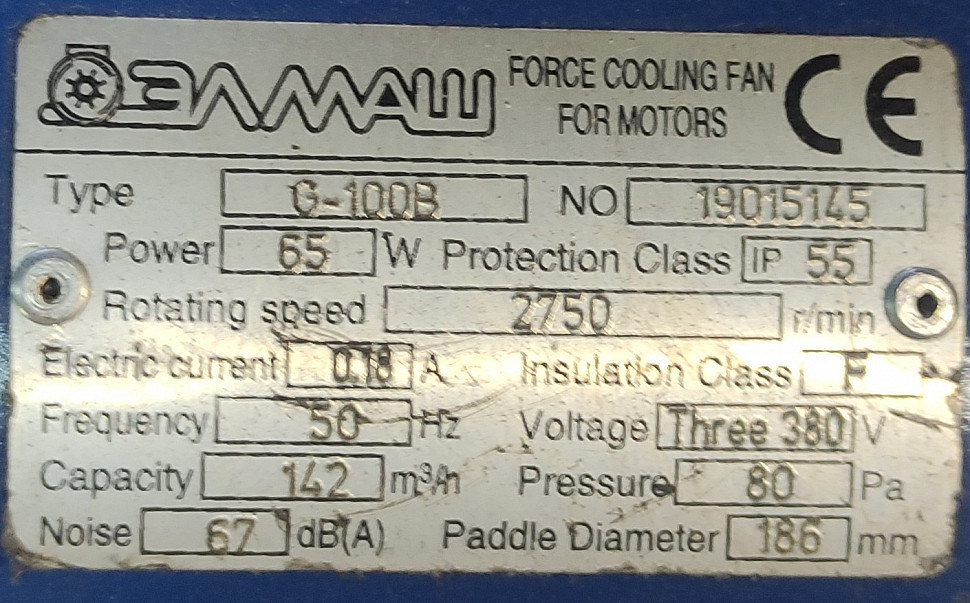 ЭЛМАШ FORCE COOLING FAN
FOR MOTORS CE
Type G-100B NO 19015145
Power 65 W Protection Class IP 55
Rotating speed 2750 r/min
Electric current 0.18 A Insulation Class F
Frequency 50 Hz Voltage Three 380 V
Capacity 142 m³/h Pressure 80 Pa
Noise 67 dB(A) Paddle Diameter 186 mm